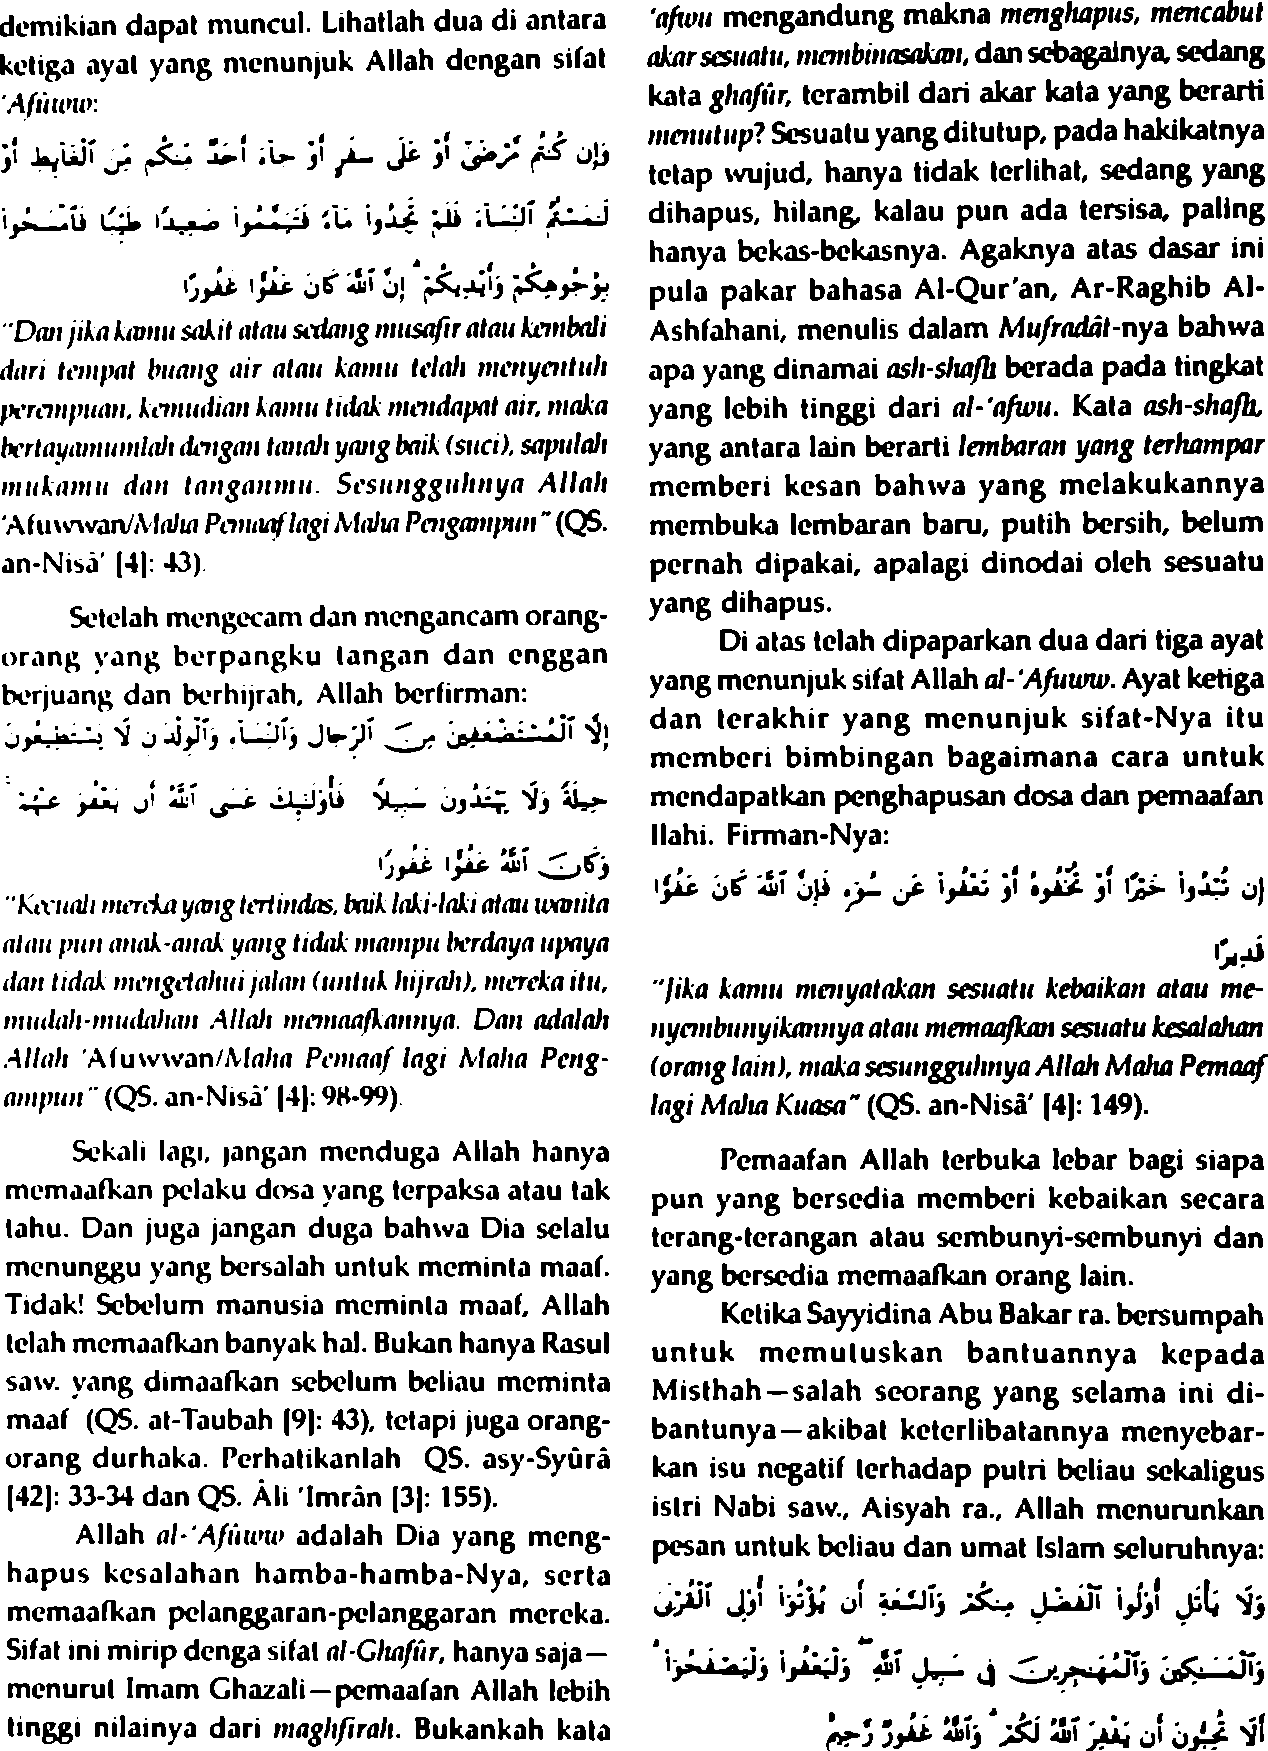 demikian dapat muncul. Lihatlah dua di antara
ketiga ayat yang menunjuk Allah dengan sifat
'Afûww:
وَإِن كُنتُم مَّرْضَىٰ أَوْ عَلَىٰ سَفَرٍ أَوْ جَاءَ أَحَدٌ مِّنكُم مِّنَ ٱلْغَائِطِ أَوْ
لَـٰمَسْتُمُ ٱلنِّسَاءَ فَلَمْ تَجِدُوا مَاءً فَتَيَمَّمُوا صَعِيدًا طَيِّبًا فَٱمْسَحُوا
بِوُجُوهِكُمْ وَأَيْدِيكُمْ ۗ إِنَّ ٱللَّهَ كَانَ عَفُوًّا غَفُورًا
"Dan jika kamu sakit atau sedang musafir atau kembali
dari tempat buang air atau kamu telah menyentuh
perempuan, kemudian kamu tidak mendapat air, maka
bertayamumlah dengan tanah yang baik (suci), sapulah
mukamu dan tanganmu. Sesungguhnya Allah
'Afuwwan/Maha Pemaaf lagi Maha Pengampun" (QS.
an-Nisâ' [4]: 43).
Setelah mengecam dan mengancam orang-
orang yang berpangku tangan dan enggan
berjuang dan berhijrah, Allah berfirman:
إِلَّا ٱلْمُسْتَضْعَفِينَ مِنَ ٱلرِّجَالِ وَٱلنِّسَاءِ وَٱلْوِلْدَٰنِ لَا يَسْتَطِيعُونَ
حِيلَةً وَلَا يَهْتَدُونَ سَبِيلًا فَأُولَـٰئِكَ عَسَى ٱللَّهُ أَن يَعْفُوَ عَنْهُمْ ۚ
وَكَانَ ٱللَّهُ عَفُوًّا غَفُورًا
"Kecuali mereka yang tertindas, baik laki-laki atau wanita
atau pun anak-anak yang tidak mampu berdaya upaya
dan tidak mengetahui jalan (untuk hijrah), mereka itu,
mudah-mudahan Allah memaafkannya. Dan adalah
Allah 'Afuwwan/Maha Pemaaf lagi Maha Peng-
ampun" (QS. an-Nisâ' [4]: 98-99).
Sekali lagi, jangan menduga Allah hanya
memaafkan pelaku dosa yang terpaksa atau tak
tahu. Dan juga jangan duga bahwa Dia selalu
menunggu yang bersalah untuk meminta maaf.
Tidak! Sebelum manusia meminta maaf, Allah
telah memaafkan banyak hal. Bukan hanya Rasul
saw. yang dimaafkan sebelum beliau meminta
maaf (QS. at-Taubah [9]: 43), tetapi juga orang-
orang durhaka. Perhatikanlah QS. asy-Syûrâ
[42]: 33-34 dan QS. Âli 'Imrân [3]: 155).
Allah al-'Afûww adalah Dia yang meng-
hapus kesalahan hamba-hamba-Nya, serta
memaafkan pelanggaran-pelanggaran mereka.
Sifat ini mirip denga sifat al-Ghafûr, hanya saja—
menurut Imam Ghazali—pemaafan Allah lebih
tinggi nilainya dari maghfirah. Bukankah kata
'afwu mengandung makna menghapus, mencabut
akar sesuatu, membinasakan, dan sebagainya, sedang
kata ghafûr, terambil dari akar kata yang berarti
menutup? Sesuatu yang ditutup, pada hakikatnya
tetap wujud, hanya tidak terlihat, sedang yang
dihapus, hilang, kalau pun ada tersisa, paling
hanya bekas-bekasnya. Agaknya atas dasar ini
pula pakar bahasa Al-Qur'an, Ar-Raghib Al-
Ashfahani, menulis dalam Mufradât-nya bahwa
apa yang dinamai ash-shafh berada pada tingkat
yang lebih tinggi dari al-'afwu. Kata ash-shafh,
yang antara lain berarti lembaran yang terhampar
memberi kesan bahwa yang melakukannya
membuka lembaran baru, putih bersih, belum
pernah dipakai, apalagi dinodai oleh sesuatu
yang dihapus.
Di atas telah dipaparkan dua dari tiga ayat
yang menunjuk sifat Allah al-'Afuww. Ayat ketiga
dan terakhir yang menunjuk sifat-Nya itu
memberi bimbingan bagaimana cara untuk
mendapatkan penghapusan dosa dan pemaafan
Ilahi. Firman-Nya:
إِن تُبْدُوا خَيْرًا أَوْ تُخْفُوهُ أَوْ تَعْفُوا عَن سُوءٍ فَإِنَّ ٱللَّهَ كَانَ عَفُوًّا
قَدِيرًا
"Jika kamu menyatakan sesuatu kebaikan atau me-
nyembunyikannya atau memaafkan sesuatu kesalahan
(orang lain), maka sesungguhnya Allah Maha Pemaaf
lagi Maha Kuasa" (QS. an-Nisâ' [4]: 149).
Pemaafan Allah terbuka lebar bagi siapa
pun yang bersedia memberi kebaikan secara
terang-terangan atau sembunyi-sembunyi dan
yang bersedia memaafkan orang lain.
Ketika Sayyidina Abu Bakar ra. bersumpah
untuk memutuskan bantuannya kepada
Misthah—salah seorang yang selama ini di-
bantunya—akibat keterlibatannya menyebar-
kan isu negatif terhadap putri beliau sekaligus
istri Nabi saw., Aisyah ra., Allah menurunkan
pesan untuk beliau dan umat Islam seluruhnya:
وَلَا يَأْتَلِ أُولُوا ٱلْفَضْلِ مِنكُمْ وَٱلسَّعَةِ أَن يُؤْتُوا أُولِي ٱلْقُرْبَىٰ
وَٱلْمَسَـٰكِينَ وَٱلْمُهَـٰجِرِينَ فِي سَبِيلِ ٱللَّهِ ۖ وَلْيَعْفُوا وَلْيَصْفَحُوا ۗ
أَلَا تُحِبُّونَ أَن يَغْفِرَ ٱللَّهُ لَكُمْ ۗ وَٱللَّهُ غَفُورٌ رَّحِيمٌ